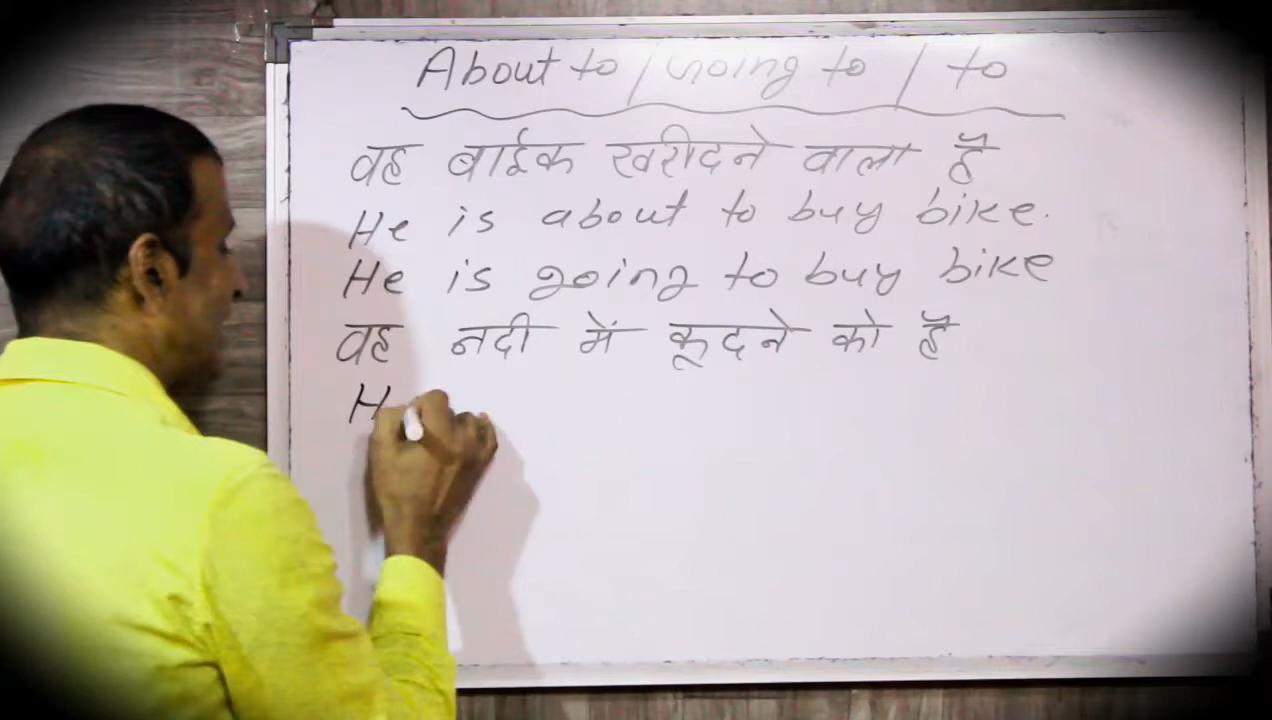 About to / Going to / to
वह बाईक खरीदने वाला है
He is about to buy bike.
He is going to buy bike
वह नदी में कूदने को है
H